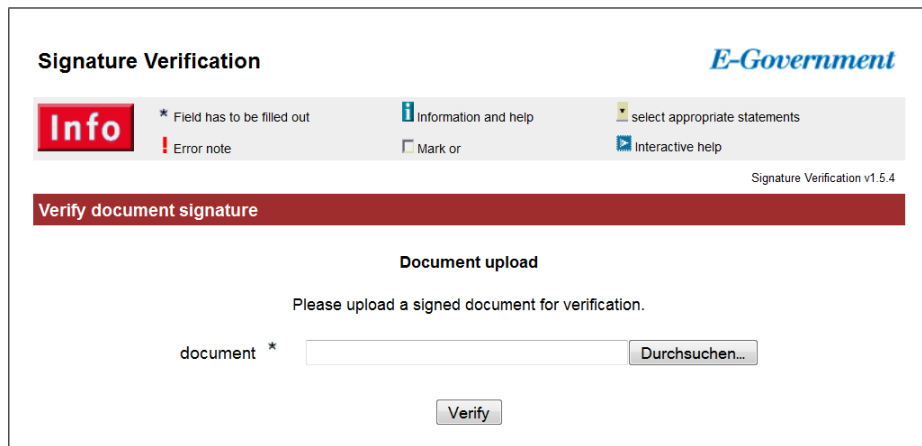 Signature Verification
E-Government
Info
* Field has to be filled out
Information and help
select appropriate statements
! Error note
Mark or
Interactive help
Signature Verification v1.5.4
Verify document signature
Document upload
Please upload a signed document for verification.
document *
Durchsuchen...
Verify